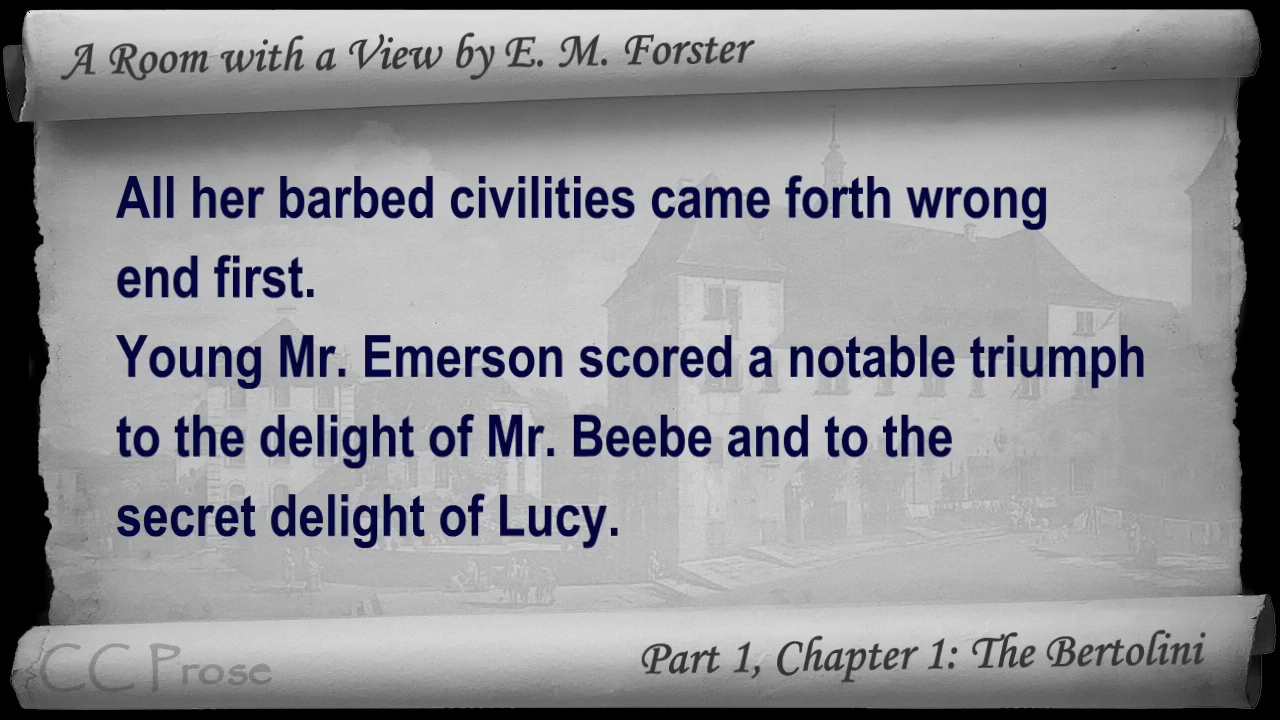 A Room with a View by E. M. Forster
All her barbed civilities came forth wrong
end first.
Young Mr. Emerson scored a notable triumph
to the delight of Mr. Beebe and to the
secret delight of Lucy.
CC Prose
Part 1, Chapter 1: The Bertolini